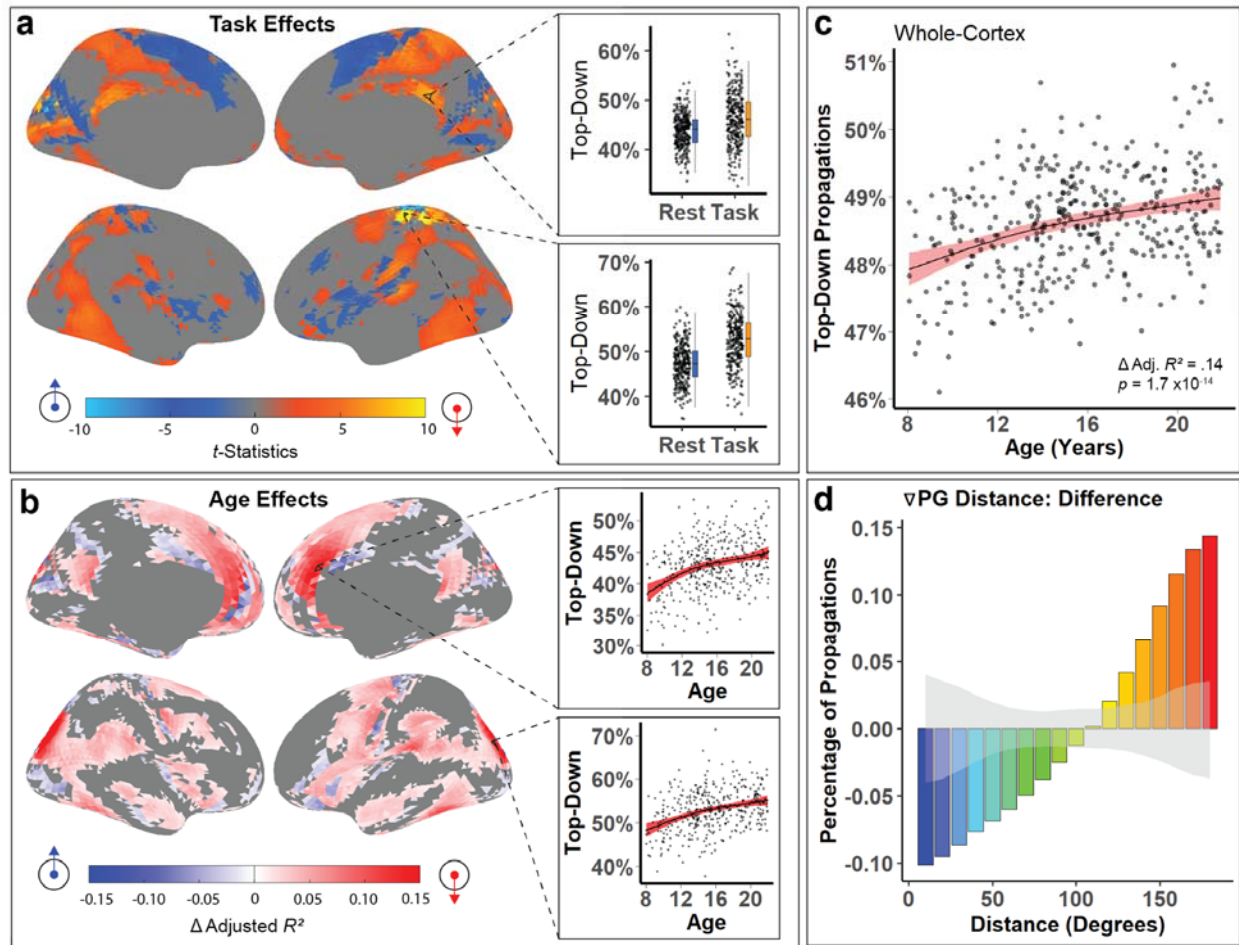 a
Task Effects
-10
-5
0
5
10
t-Statistics
60%
50%
40%
Top-Down
Rest Task
70%
60%
50%
40%
Top-Down
Rest Task
b
Age Effects
-0.15
-0.10
-0.05
0
0.05
0.10
0.15
Δ Adjusted R²
50%
45%
40%
35%
30%
Top-Down
8
12
16
20
Age
70%
60%
50%
40%
Top-Down
8
12
16
20
Age
c
Whole-Cortex
51%
50%
49%
48%
47%
46%
Top-Down Propagations
Δ Adj. R² = .14
p = 1.7 x10⁻¹⁴
8
12
16
20
Age (Years)
d
∇PG Distance: Difference
0.15
0.10
0.05
0.00
-0.05
-0.10
Percentage of Propagations
0
50
100
150
Distance (Degrees)